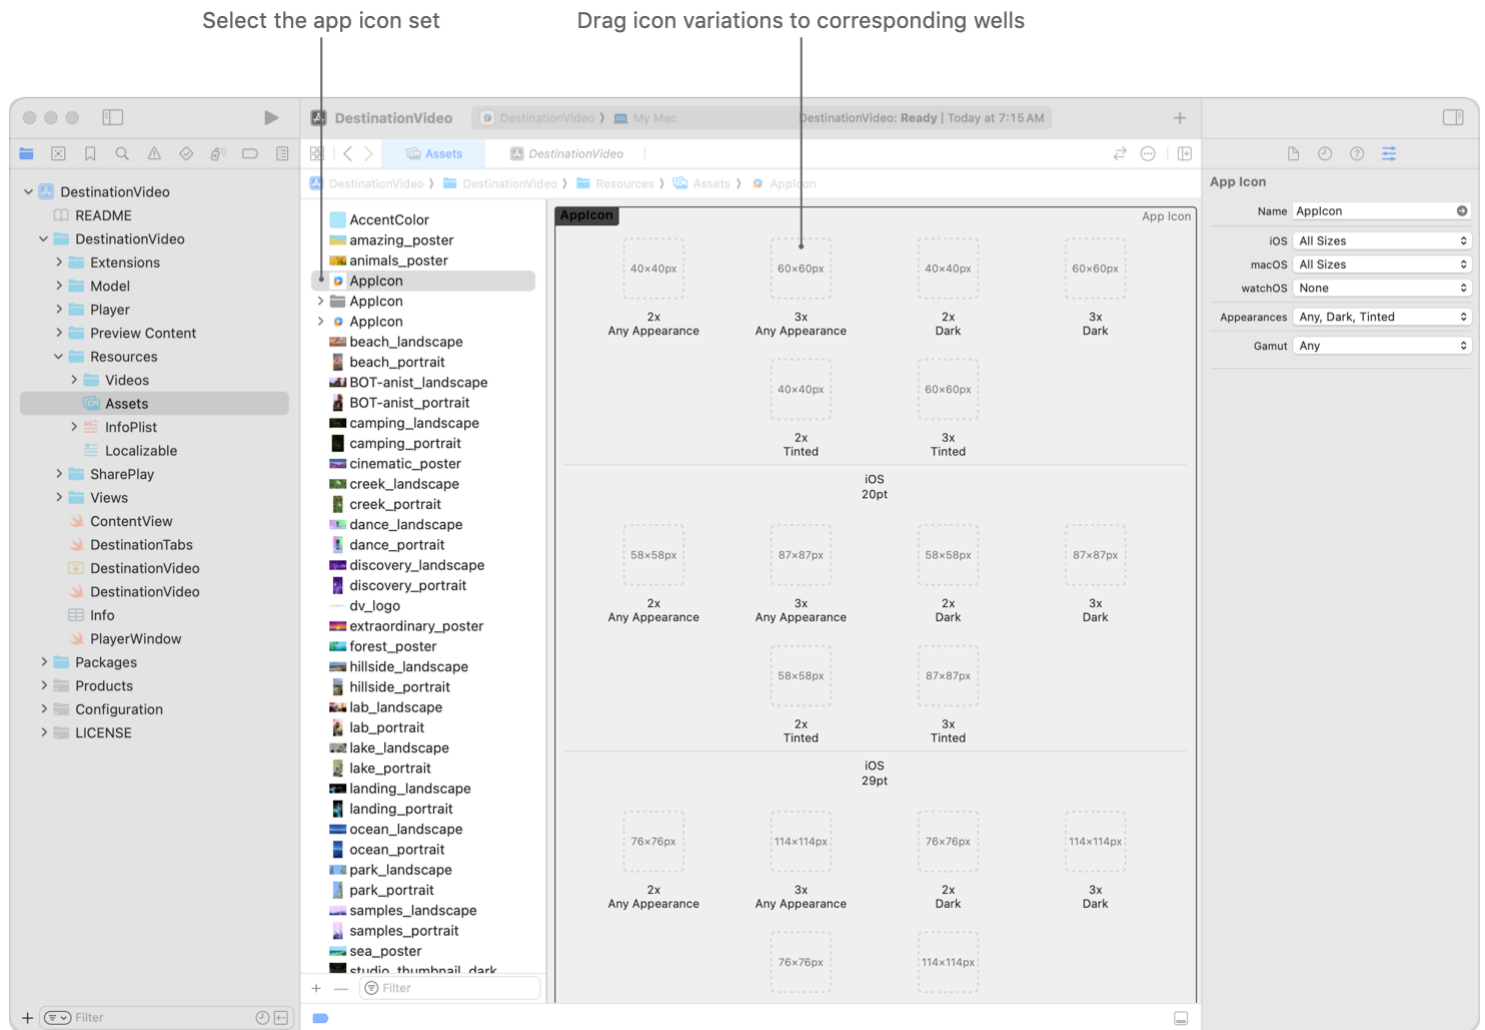 Select the app icon set
Drag icon variations to corresponding wells
DestinationVideo
DestinationVideo
My Mac
DestinationVideo: Ready | Today at 7:15 AM
Assets
DestinationVideo
DestinationVideo
DestinationVideo
Resources
Assets
AppIcon
DestinationVideo
README
DestinationVideo
Extensions
Model
Player
Preview Content
Resources
Videos
Assets
InfoPlist
Localizable
SharePlay
Views
ContentView
DestinationTabs
DestinationVideo
DestinationVideo
Info
PlayerWindow
Packages
Products
Configuration
LICENSE
Filter
AccentColor
amazing_poster
animals_poster
AppIcon
AppIcon
AppIcon
beach_landscape
beach_portrait
BOT-anist_landscape
BOT-anist_portrait
camping_landscape
camping_portrait
cinematic_poster
creek_landscape
creek_portrait
dance_landscape
dance_portrait
discovery_landscape
discovery_portrait
dv_logo
extraordinary_poster
forest_poster
hillside_landscape
hillside_portrait
lab_landscape
lab_portrait
lake_landscape
lake_portrait
landing_landscape
landing_portrait
ocean_landscape
ocean_portrait
park_landscape
park_portrait
samples_landscape
samples_portrait
sea_poster
studio_thumbnail_dark
Filter
AppIcon
App Icon
40×40px 60×60px 40×40px 60×60px
2x 3x 2x 3x
Any Appearance Any Appearance Dark Dark
40×40px 60×60px
2x 3x
Tinted Tinted
iOS
20pt
58×58px 87×87px 58×58px 87×87px
2x 3x 2x 3x
Any Appearance Any Appearance Dark Dark
58×58px 87×87px
2x 3x
Tinted Tinted
iOS
29pt
76×76px 114×114px 76×76px 114×114px
2x 3x 2x 3x
Any Appearance Any Appearance Dark Dark
76×76px 114×114px
App Icon
Name AppIcon
iOS All Sizes
macOS All Sizes
watchOS None
Appearances Any, Dark, Tinted
Gamut Any